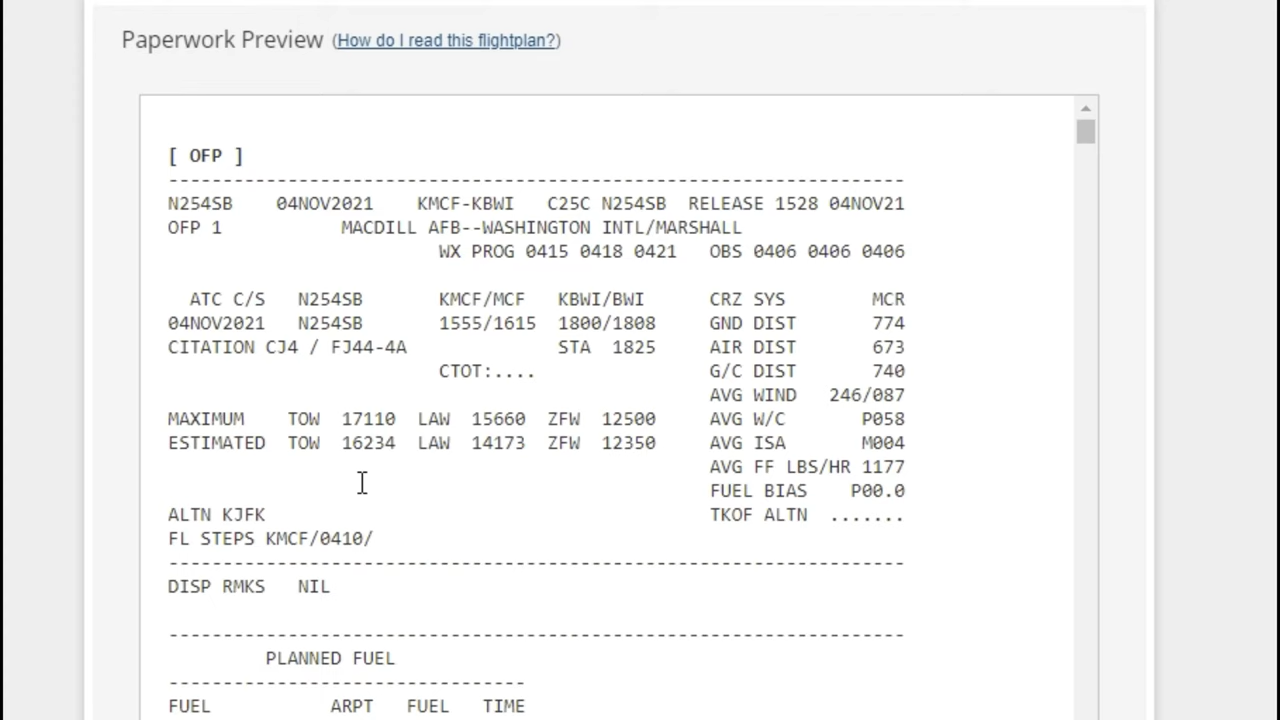 Paperwork Preview (How do I read this flightplan?)
[ OFP ]
--------------------------------------------------------------------
N254SB    04NOV2021    KMCF-KBWI   C25C N254SB  RELEASE 1528 04NOV21
OFP 1           MACDILL AFB--WASHINGTON INTL/MARSHALL
                         WX PROG 0415 0418 0421   OBS 0406 0406 0406
  ATC C/S   N254SB       KMCF/MCF   KBWI/BWI      CRZ SYS        MCR
04NOV2021   N254SB       1555/1615  1800/1808     GND DIST       774
CITATION CJ4 / FJ44-4A              STA  1825     AIR DIST       673
                         CTOT:....                G/C DIST       740
                                                  AVG WIND   246/087
MAXIMUM    TOW  17110  LAW  15660  ZFW  12500     AVG W/C       P058
ESTIMATED  TOW  16234  LAW  14173  ZFW  12350     AVG ISA       M004
                                                  AVG FF LBS/HR 1177
                                                  FUEL BIAS    P00.0
ALTN KJFK                                         TKOF ALTN  .......
FL STEPS KMCF/0410/
--------------------------------------------------------------------
DISP RMKS   NIL
--------------------------------------------------------------------
         PLANNED FUEL
---------------------------------
FUEL           ARPT   FUEL   TIME